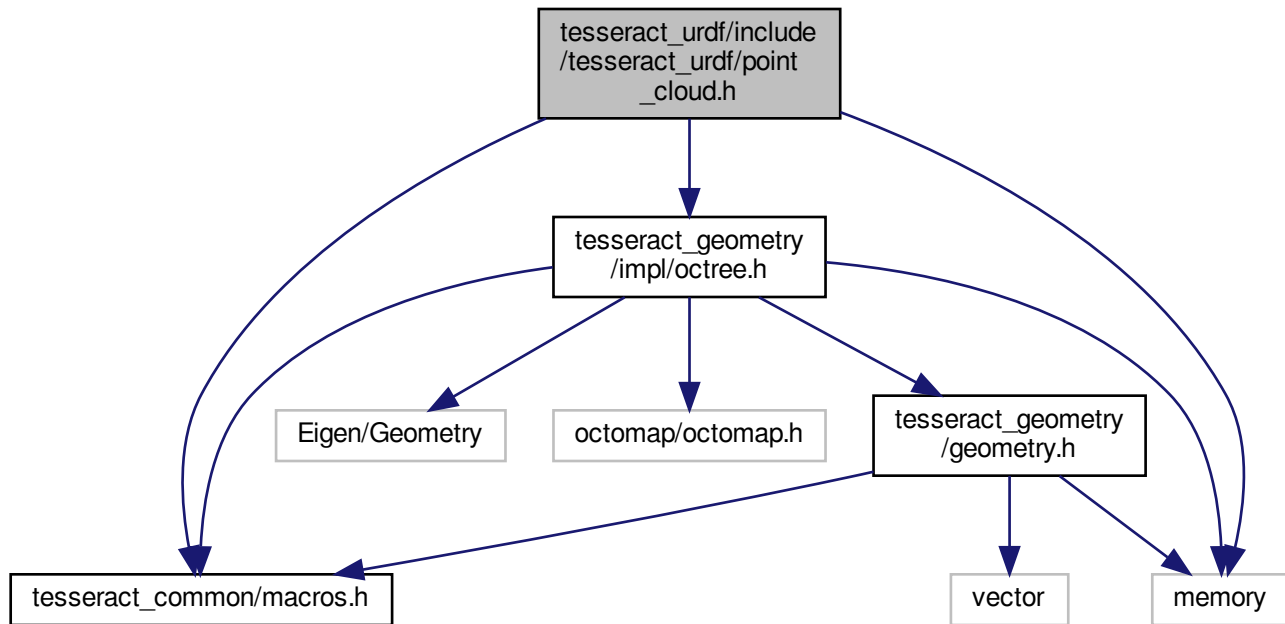 tesseract_urdf/include
/tesseract_urdf/point
_cloud.h
tesseract_geometry
/impl/octree.h
Eigen/Geometry
octomap/octomap.h
tesseract_geometry
/geometry.h
tesseract_common/macros.h
vector
memory